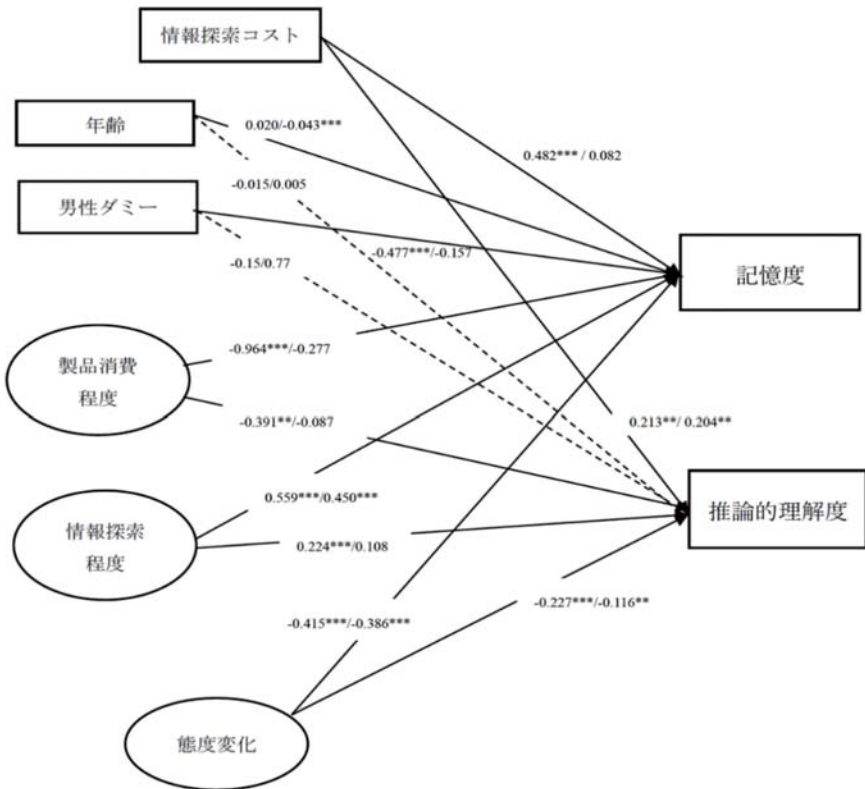 情報探索コスト
年齢
0.020/-0.043***
0.482*** / 0.082
-0.015/0.005
男性ダミー
-0.477***/-0.157
-0.15/0.77
記憶度
-0.964***/-0.277
製品消費
程度
-0.391**/-0.087
0.213**/ 0.204**
0.559***/0.450***
推論的理解度
情報探索
程度
0.224***/0.108
-0.227***/-0.116**
-0.415***/-0.386***
態度変化